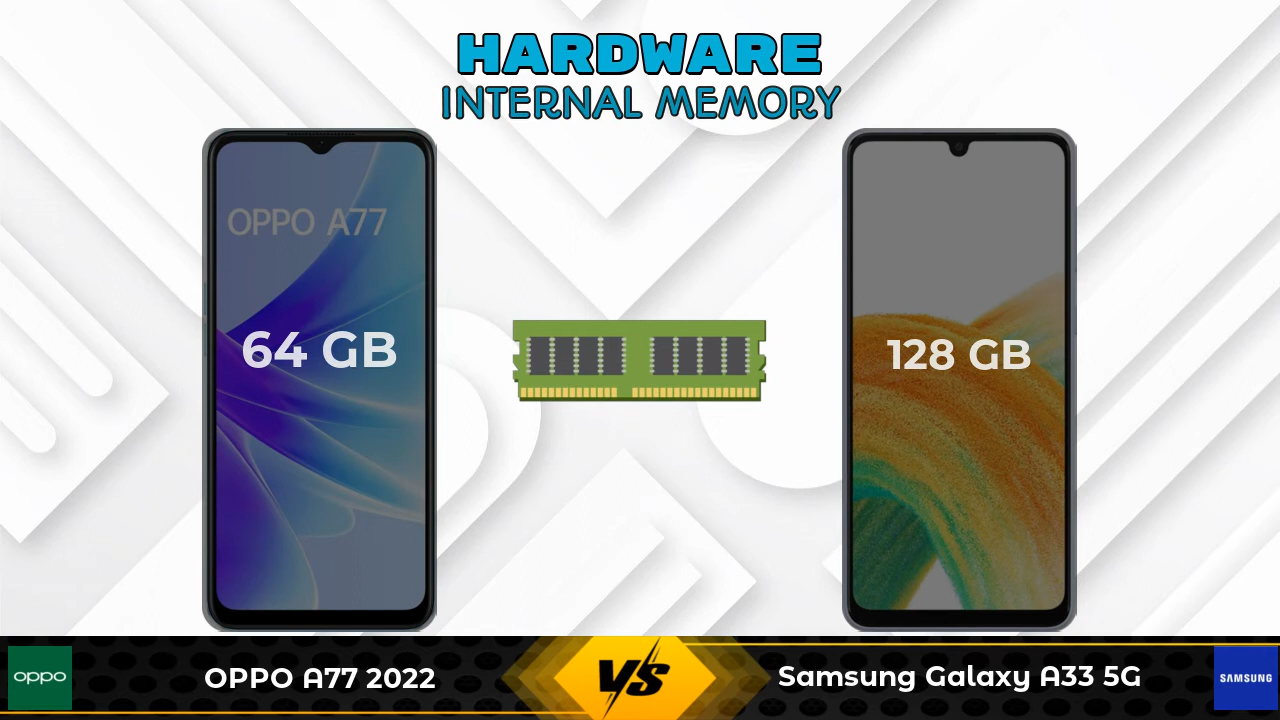 HARDWARE
INTERNAL MEMORY
OPPO A77
64 GB
128 GB
oppo
OPPO A77 2022
VS
Samsung Galaxy A33 5G
SAMSUNG